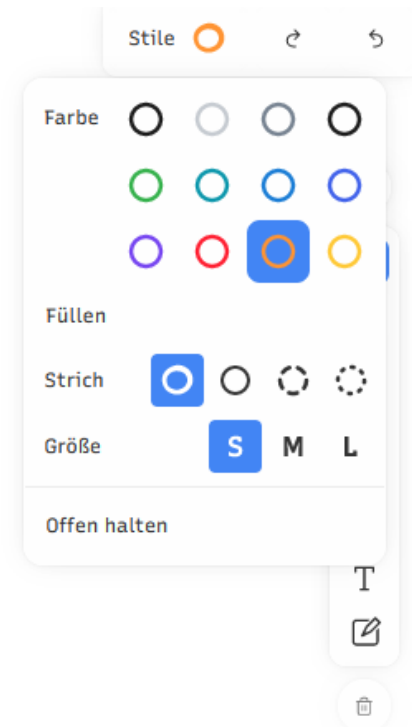 Stile
Farbe
Füllen
Strich
Größe S M L
Offen halten
T